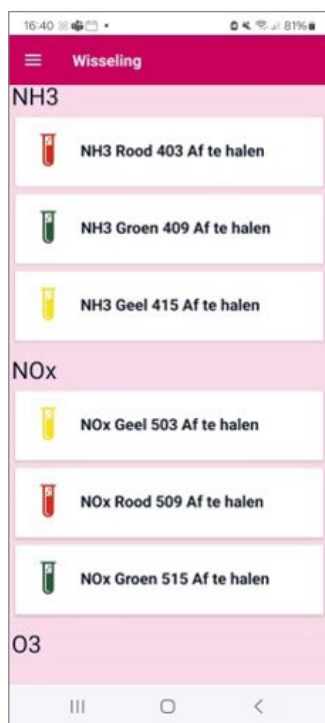 16:40
81%
Wisseling
NH3
NH3 Rood 403 Af te halen
NH3 Groen 409 Af te halen
NH3 Geel 415 Af te halen
NOx
NOx Geel 503 Af te halen
NOx Rood 509 Af te halen
NOx Groen 515 Af te halen
O3